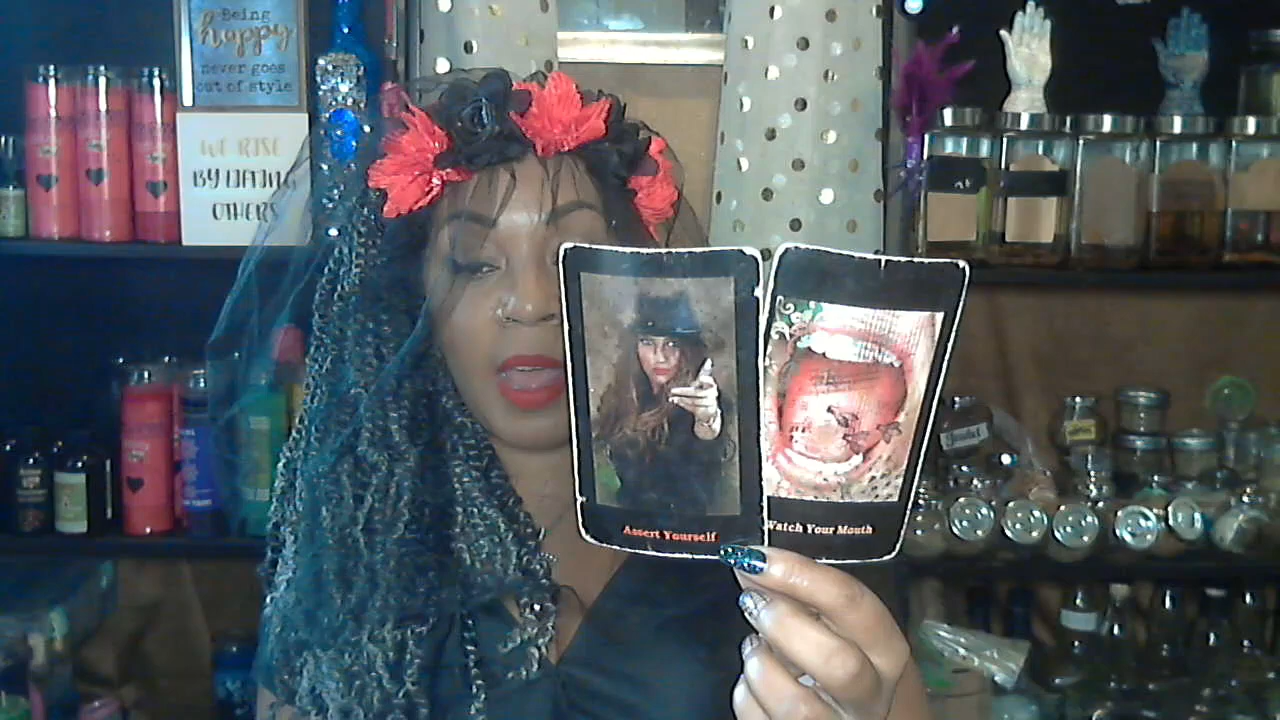 Being
happy
never goes
out of style
WE RISE
BY LIFTING
OTHERS
Assert Yourself
Watch Your Mouth